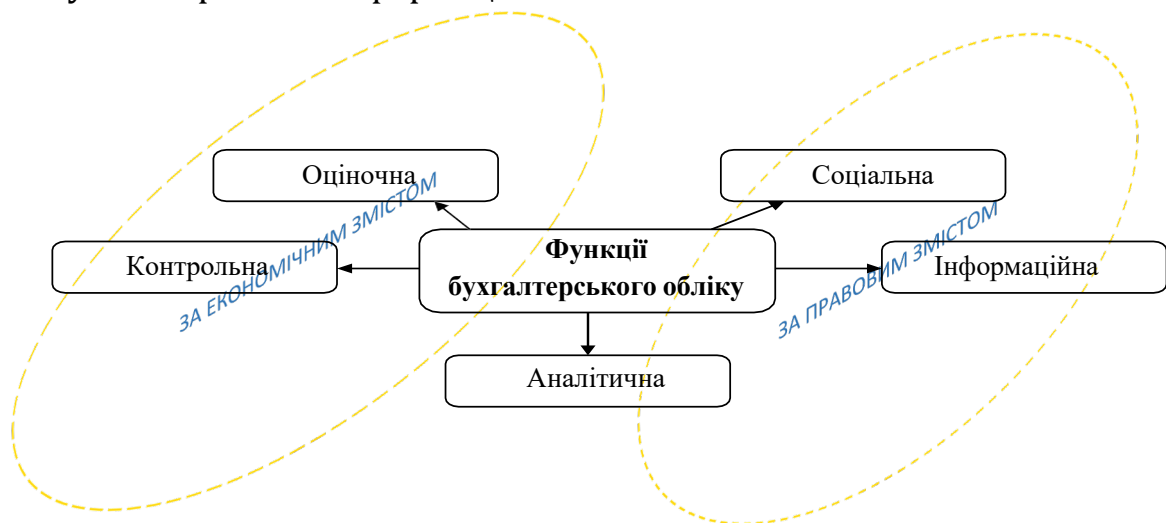 Оціночна
Соціальна
ЗА ЕКОНОМІЧНИМ ЗМІСТОМ
ЗА ПРАВОВИМ ЗМІСТОМ
Контрольна
Функції
бухгалтерського обліку
Інформаційна
Аналітична